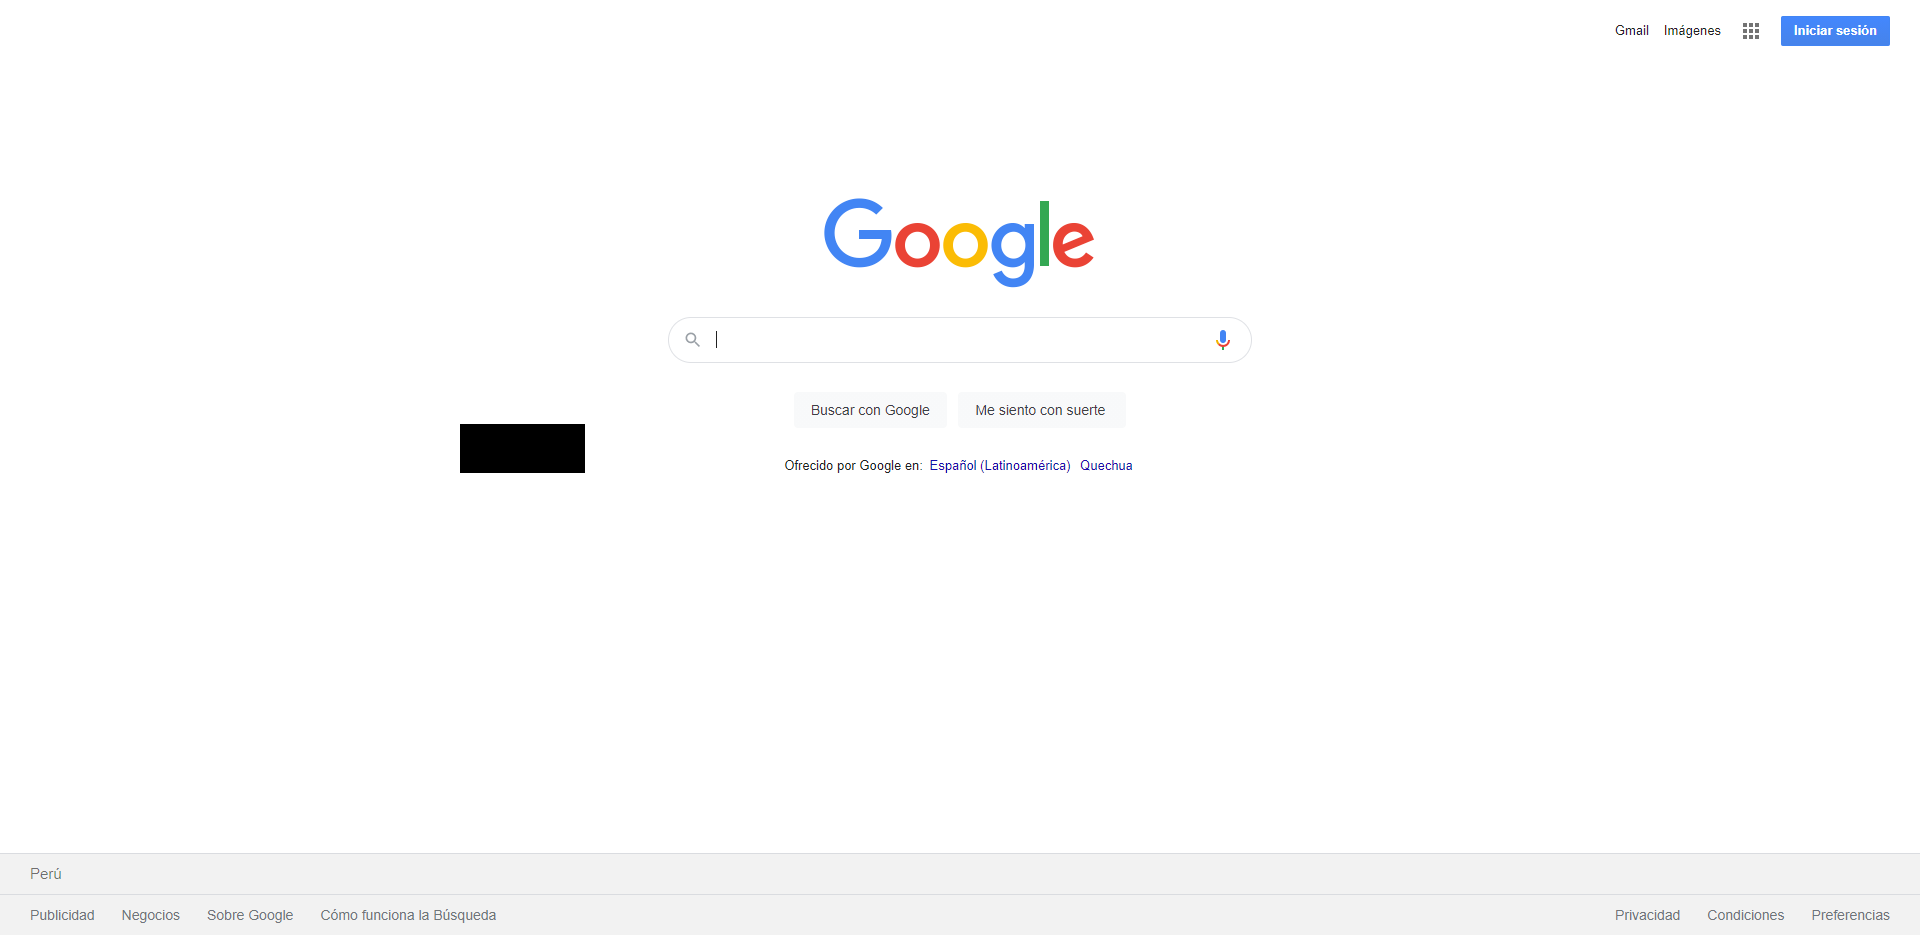 Gmail Imágenes Iniciar sesión
Google
Buscar con Google Me siento con suerte
Ofrecido por Google en: Español (Latinoamérica) Quechua
Perú
Publicidad Negocios Sobre Google Cómo funciona la Búsqueda Privacidad Condiciones Preferencias